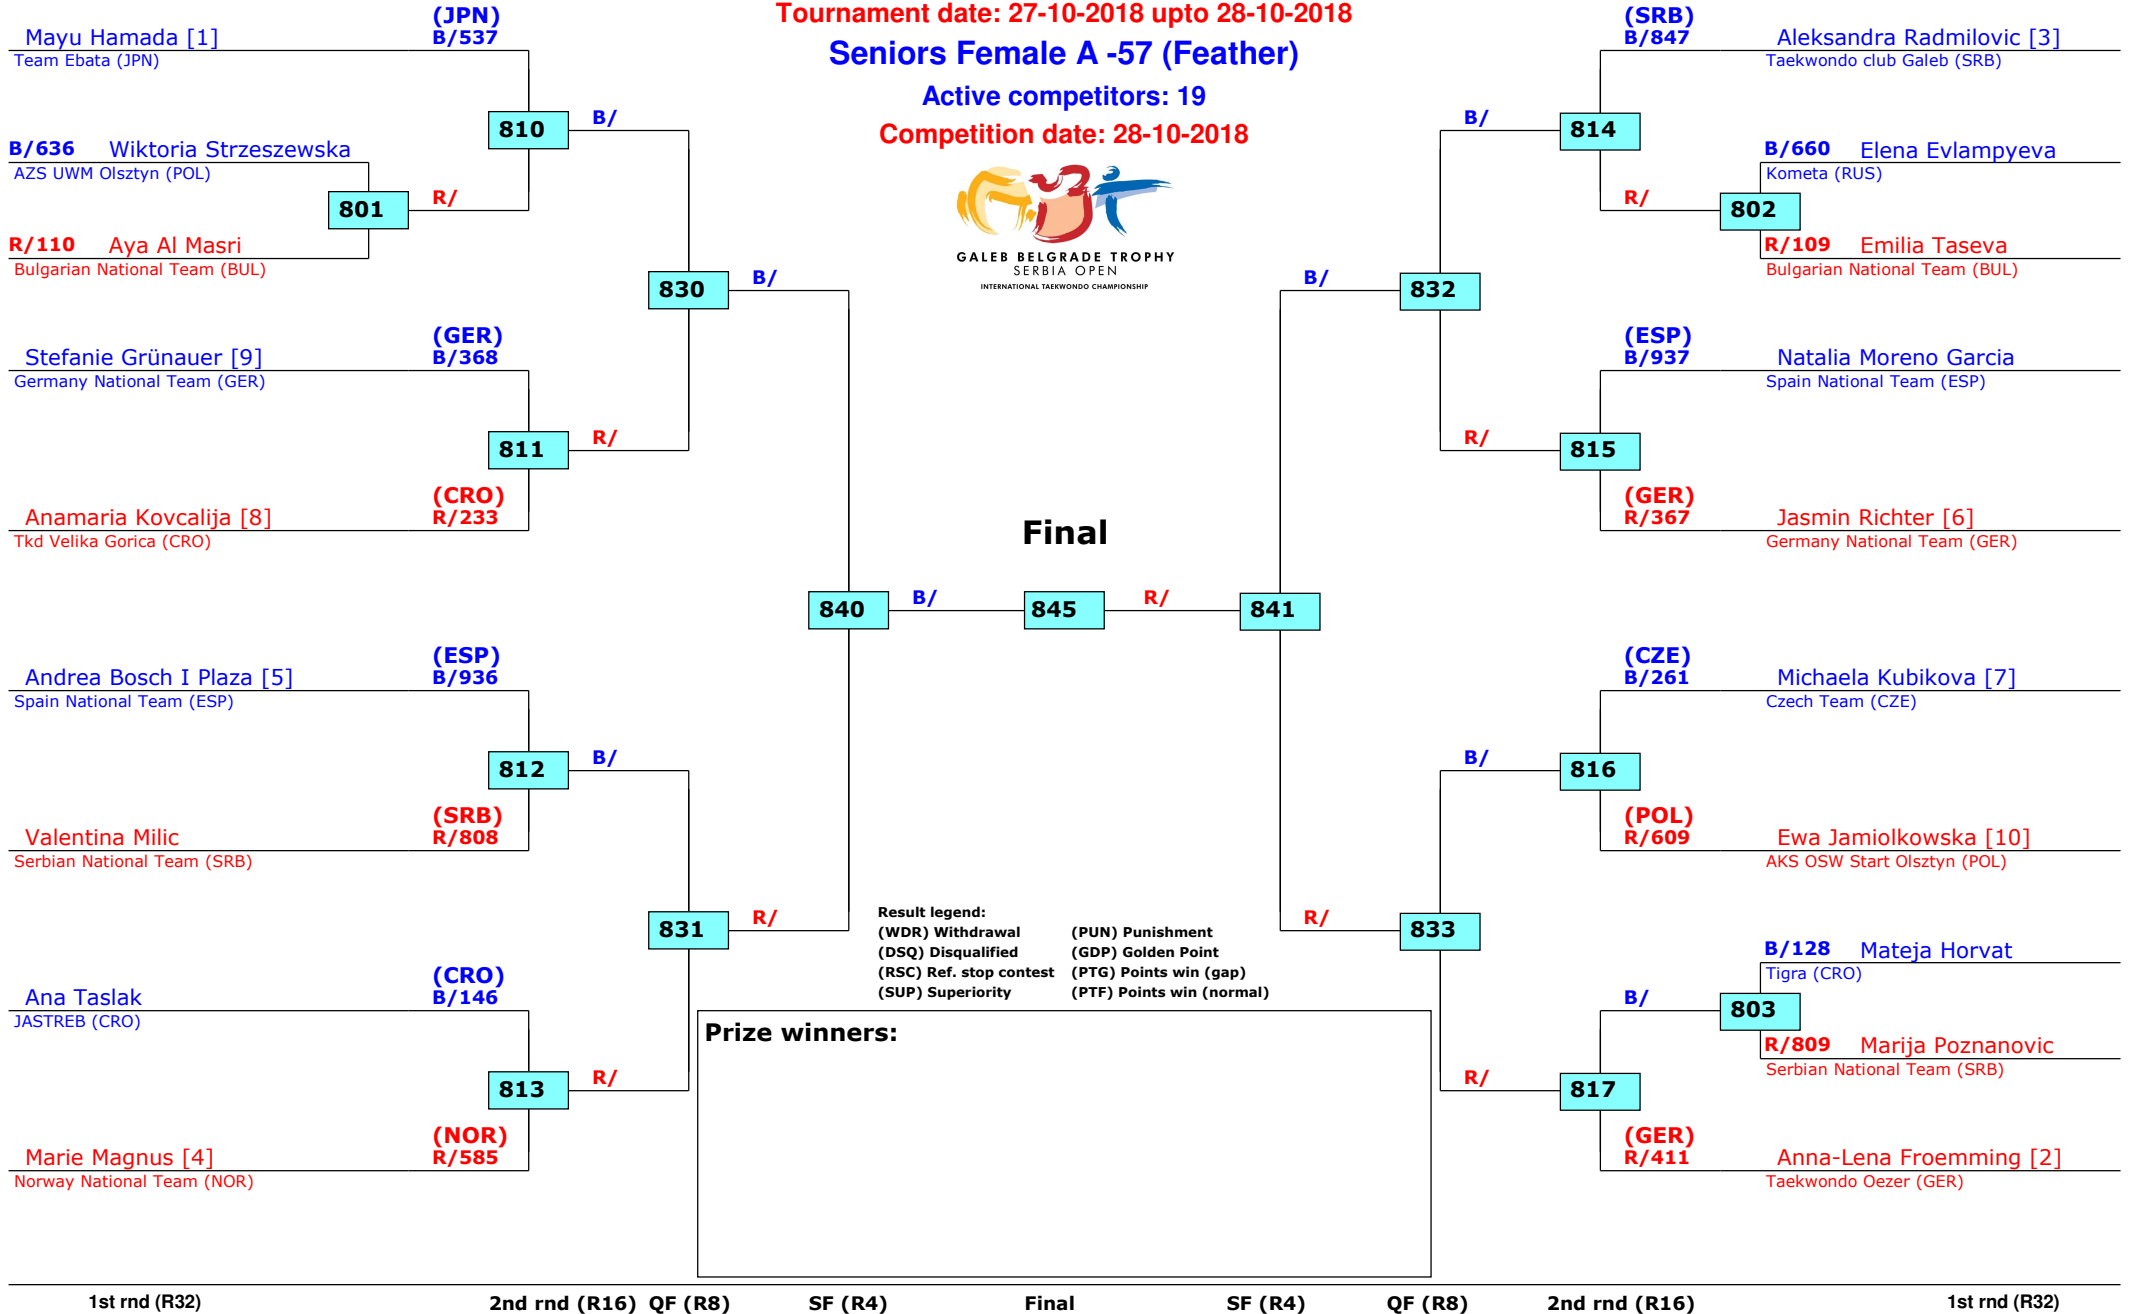 Tournament date: 27-10-2018 upto 28-10-2018
Seniors Female A -57 (Feather)
Active competitors: 19
Competition date: 28-10-2018
GALEB BELGRADE TROPHY
SERBIA OPEN
INTERNATIONAL TAEKWONDO CHAMPIONSHIP
(JPN)
Mayu Hamada [1] B/537
Team Ebata (JPN)
810
B/
B/636 Wiktoria Strzeszewska
AZS UWM Olsztyn (POL)
801
R/
R/110 Aya Al Masri
Bulgarian National Team (BUL)
830
B/
(GER)
Stefanie Grünauer [9] B/368
Germany National Team (GER)
811
R/
(CRO)
Anamaria Kovcalija [8] R/233
Tkd Velika Gorica (CRO)
840
B/
(ESP)
Andrea Bosch I Plaza [5] B/936
Spain National Team (ESP)
812
B/
(SRB)
Valentina Milic R/808
Serbian National Team (SRB)
831
R/
(CRO)
Ana Taslak B/146
JASTREB (CRO)
813
R/
(NOR)
Marie Magnus [4] R/585
Norway National Team (NOR)
Final
845
R/
841
(SRB)
B/847 Aleksandra Radmilovic [3]
Taekwondo club Galeb (SRB)
B/
814
B/660 Elena Evlampyeva
Kometa (RUS)
R/
802
R/109 Emilia Taseva
Bulgarian National Team (BUL)
B/
832
(ESP)
B/937 Natalia Moreno Garcia
Spain National Team (ESP)
R/
815
(GER)
R/367 Jasmin Richter [6]
Germany National Team (GER)
(CZE)
B/261 Michaela Kubikova [7]
Czech Team (CZE)
B/
816
(POL)
R/609 Ewa Jamiolkowska [10]
AKS OSW Start Olsztyn (POL)
R/
833
B/128 Mateja Horvat
Tigra (CRO)
B/
803
R/809 Marija Poznanovic
Serbian National Team (SRB)
R/
817
(GER)
R/411 Anna-Lena Froemming [2]
Taekwondo Oezer (GER)
Result legend:
(WDR) Withdrawal (PUN) Punishment
(DSQ) Disqualified (GDP) Golden Point
(RSC) Ref. stop contest (PTG) Points win (gap)
(SUP) Superiority (PTF) Points win (normal)
Prize winners:
1st rnd (R32) 2nd rnd (R16) QF (R8) SF (R4) Final SF (R4) QF (R8) 2nd rnd (R16) 1st rnd (R32)